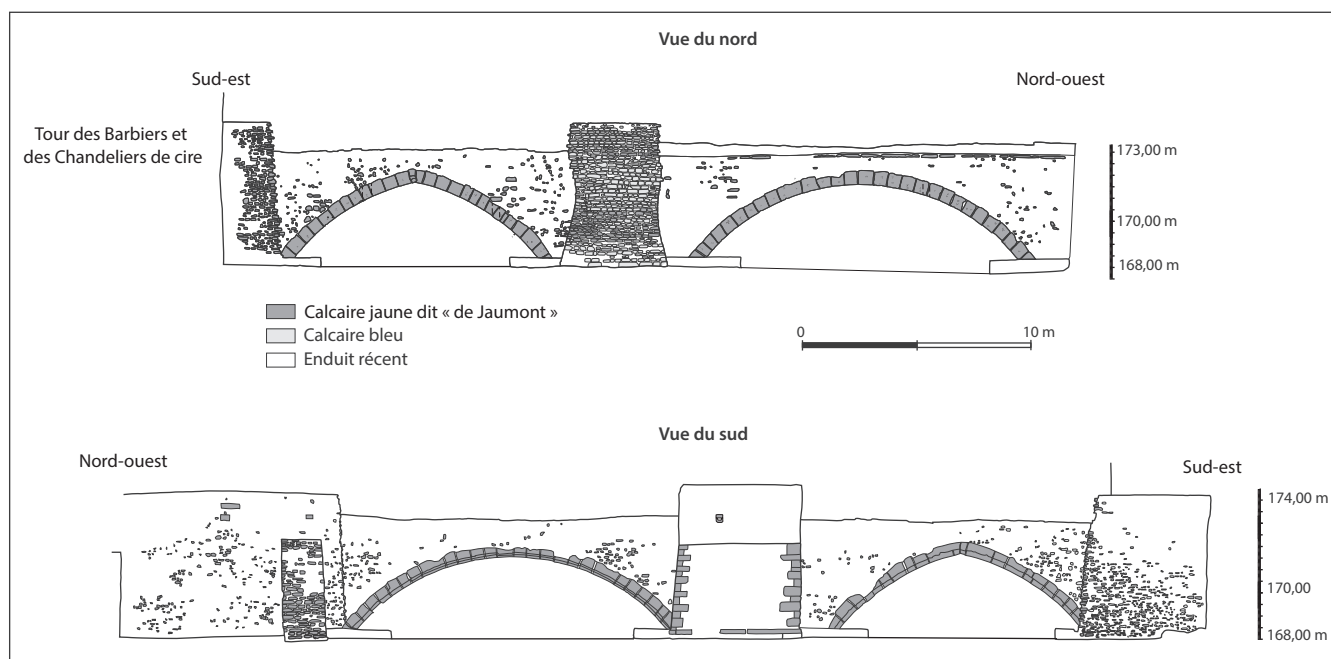 Vue du nord
Sud-est
Nord-ouest
Tour des Barbiers et
des Chandeliers de cire
173,00 m
170,00 m
168,00 m
Calcaire jaune dit « de Jaumont »
Calcaire bleu
Enduit récent
0
10 m
Vue du sud
Nord-ouest
Sud-est
174,00 m
170,00
168,00 m